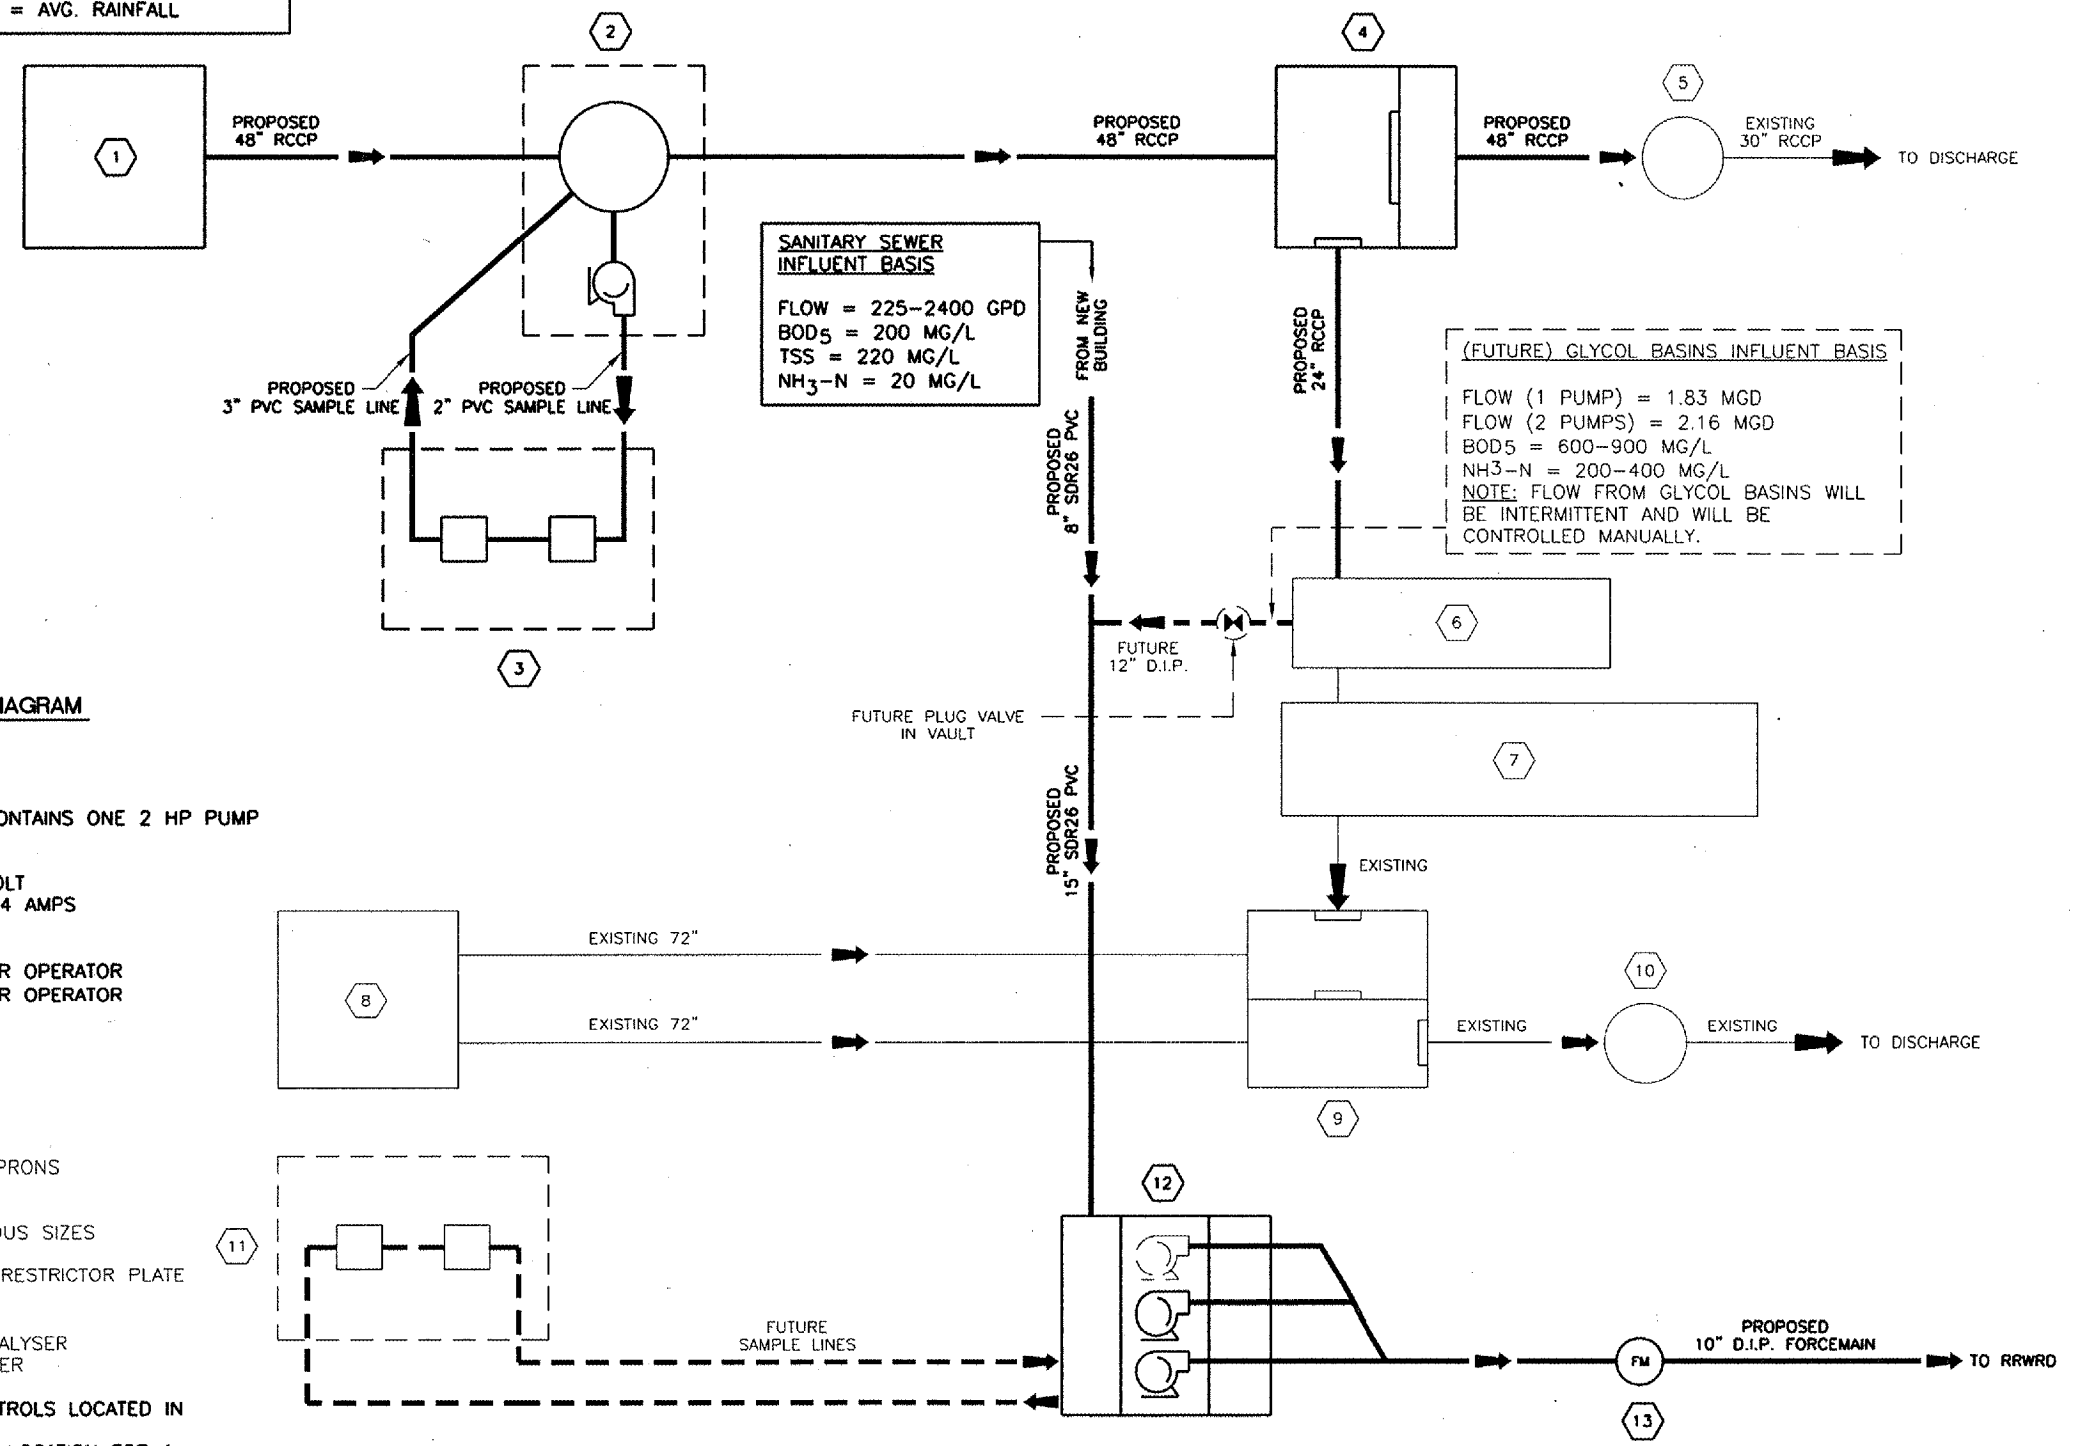 = AVG. RAINFALL
2
4
5
1
PROPOSED
48" RCCP
PROPOSED
48" RCCP
PROPOSED
48" RCCP
EXISTING
30" RCCP
TO DISCHARGE
SANITARY SEWER
INFLUENT BASIS
FLOW = 225-2400 GPD
BOD5 = 200 MG/L
TSS = 220 MG/L
NH3-N = 20 MG/L
FROM NEW
BUILDING
PROPOSED
24" RCCP
(FUTURE) GLYCOL BASINS INFLUENT BASIS
FLOW (1 PUMP) = 1.83 MGD
FLOW (2 PUMPS) = 2.16 MGD
BOD5 = 600-900 MG/L
NH3-N = 200-400 MG/L
NOTE: FLOW FROM GLYCOL BASINS WILL
BE INTERMITTENT AND WILL BE
CONTROLLED MANUALLY.
PROPOSED
3" PVC SAMPLE LINE
PROPOSED
2" PVC SAMPLE LINE
PROPOSED
8" SDR26 PVC
3
6
FUTURE
12" D.I.P.
FUTURE PLUG VALVE
IN VAULT
7
IAGRAM
PROPOSED
15" SDR26 PVC
ONTAINS ONE 2 HP PUMP
EXISTING
OLT
4 AMPS
R OPERATOR
R OPERATOR
8
EXISTING 72"
EXISTING 72"
9
EXISTING
10
EXISTING
TO DISCHARGE
PRONS
OUS SIZES
RESTRICTOR PLATE
ALYSER
ER
TROLS LOCATED IN
11
FUTURE
SAMPLE LINES
12
FM
13
PROPOSED
10" D.I.P. FORCEMAIN
TO RRWRD